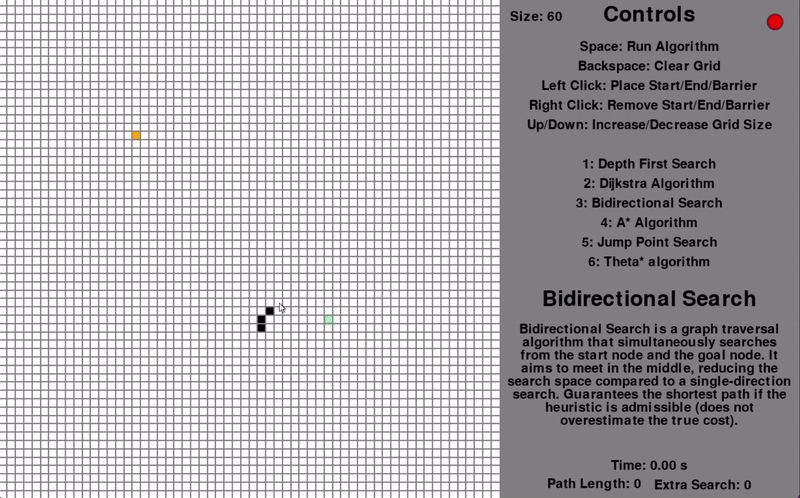 Size: 60 Controls
Space: Run Algorithm
Backspace: Clear Grid
Left Click: Place Start/End/Barrier
Right Click: Remove Start/End/Barrier
Up/Down: Increase/Decrease Grid Size
1: Depth First Search
2: Dijkstra Algorithm
3: Bidirectional Search
4: A* Algorithm
5: Jump Point Search
6: Theta* algorithm
Bidirectional Search
Bidirectional Search is a graph traversal
algorithm that simultaneously searches
from the start node and the goal node. It
aims to meet in the middle, reducing the
search space compared to a single-direction
search. Guarantees the shortest path if the
heuristic is admissible (does not
overestimate the true cost).
Time: 0.00 s
Path Length: 0 Extra Search: 0